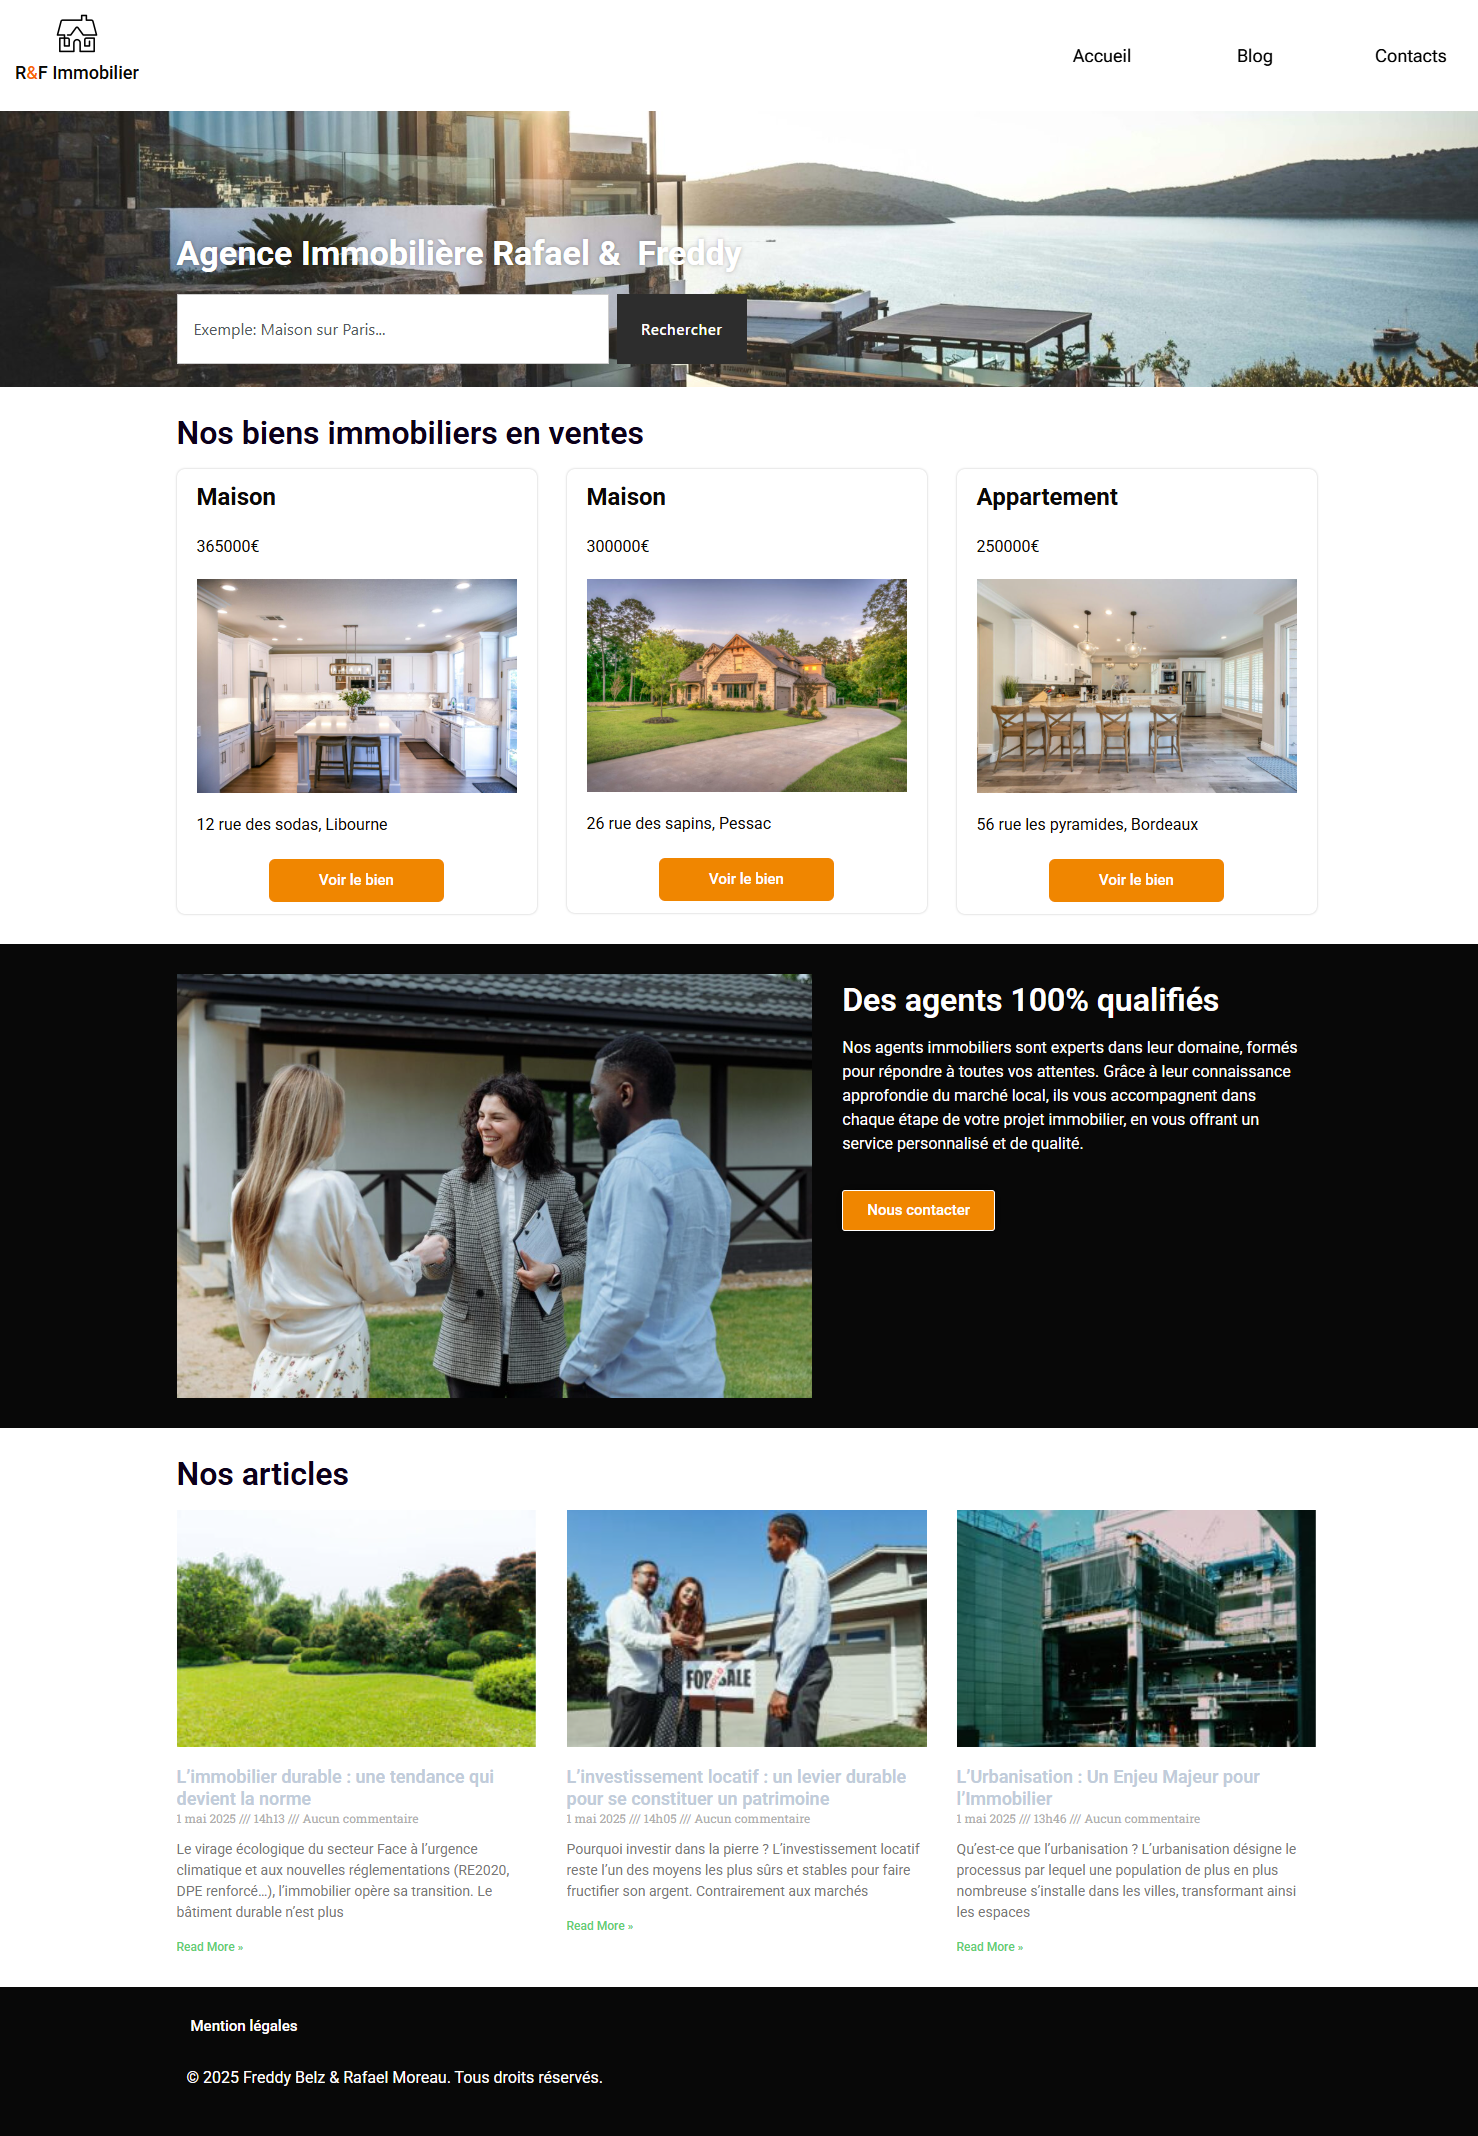 R&F Immobilier
Accueil
Blog
Contacts
Agence Immobilière Rafael & Freddy
Exemple: Maison sur Paris...
Rechercher
Nos biens immobiliers en ventes
Maison
365000€
12 rue des sodas, Libourne
Voir le bien
Maison
300000€
26 rue des sapins, Pessac
Voir le bien
Appartement
250000€
56 rue les pyramides, Bordeaux
Voir le bien
Des agents 100% qualifiés
Nos agents immobiliers sont experts dans leur domaine, formés
pour répondre à toutes vos attentes. Grâce à leur connaissance
approfondie du marché local, ils vous accompagnent dans
chaque étape de votre projet immobilier, en vous offrant un
service personnalisé et de qualité.
Nous contacter
Nos articles
L’immobilier durable : une tendance qui
devient la norme
1 mai 2025 /// 14h13 /// Aucun commentaire
Le virage écologique du secteur Face à l’urgence
climatique et aux nouvelles réglementations (RE2020,
DPE renforcé…), l’immobilier opère sa transition. Le
bâtiment durable n’est plus
Read More »
FOR SALE
SOLD
L’investissement locatif : un levier durable
pour se constituer un patrimoine
1 mai 2025 /// 14h05 /// Aucun commentaire
Pourquoi investir dans la pierre ? L’investissement locatif
reste l’un des moyens les plus sûrs et stables pour faire
fructifier son argent. Contrairement aux marchés
Read More »
L’Urbanisation : Un Enjeu Majeur pour
l’Immobilier
1 mai 2025 /// 13h46 /// Aucun commentaire
Qu’est-ce que l’urbanisation ? L’urbanisation désigne le
processus par lequel une population de plus en plus
nombreuse s’installe dans les villes, transformant ainsi
les espaces
Read More »
Mention légales
© 2025 Freddy Belz & Rafael Moreau. Tous droits réservés.